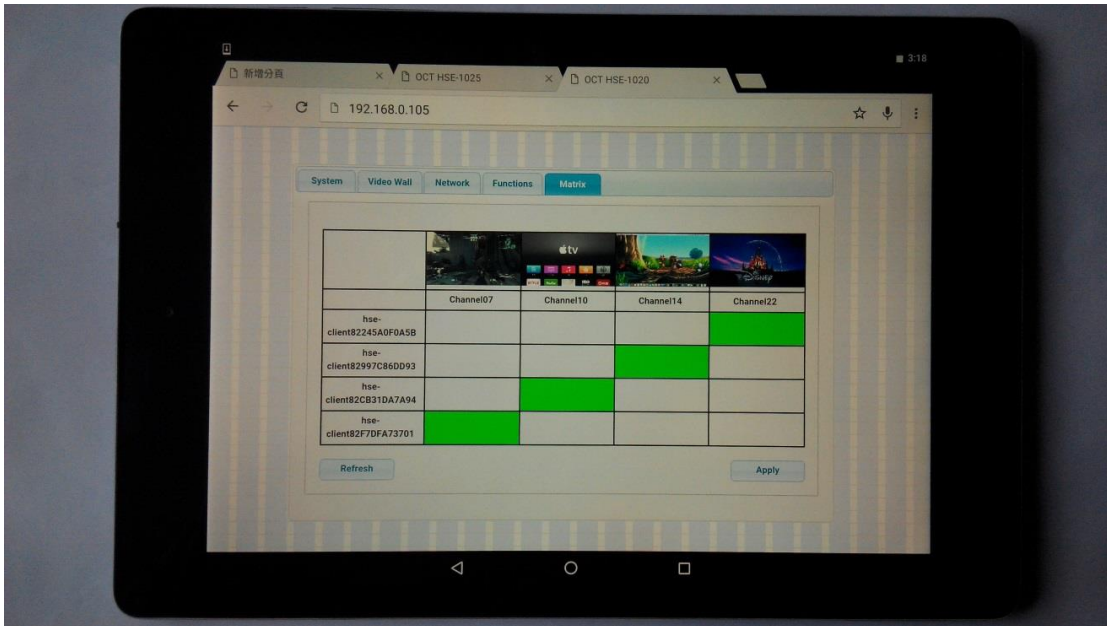 3:18
新增分頁
OCT HSE-1025
OCT HSE-1020
192.168.0.105
System Video Wall Network Functions Matrix
tv
Disney
Channel07 Channel10 Channel14 Channel22
hse-
client82245A0F0A5B
hse-
client82997C86DD93
hse-
client82CB31DA7A94
hse-
client82F7DFA73701
Refresh Apply